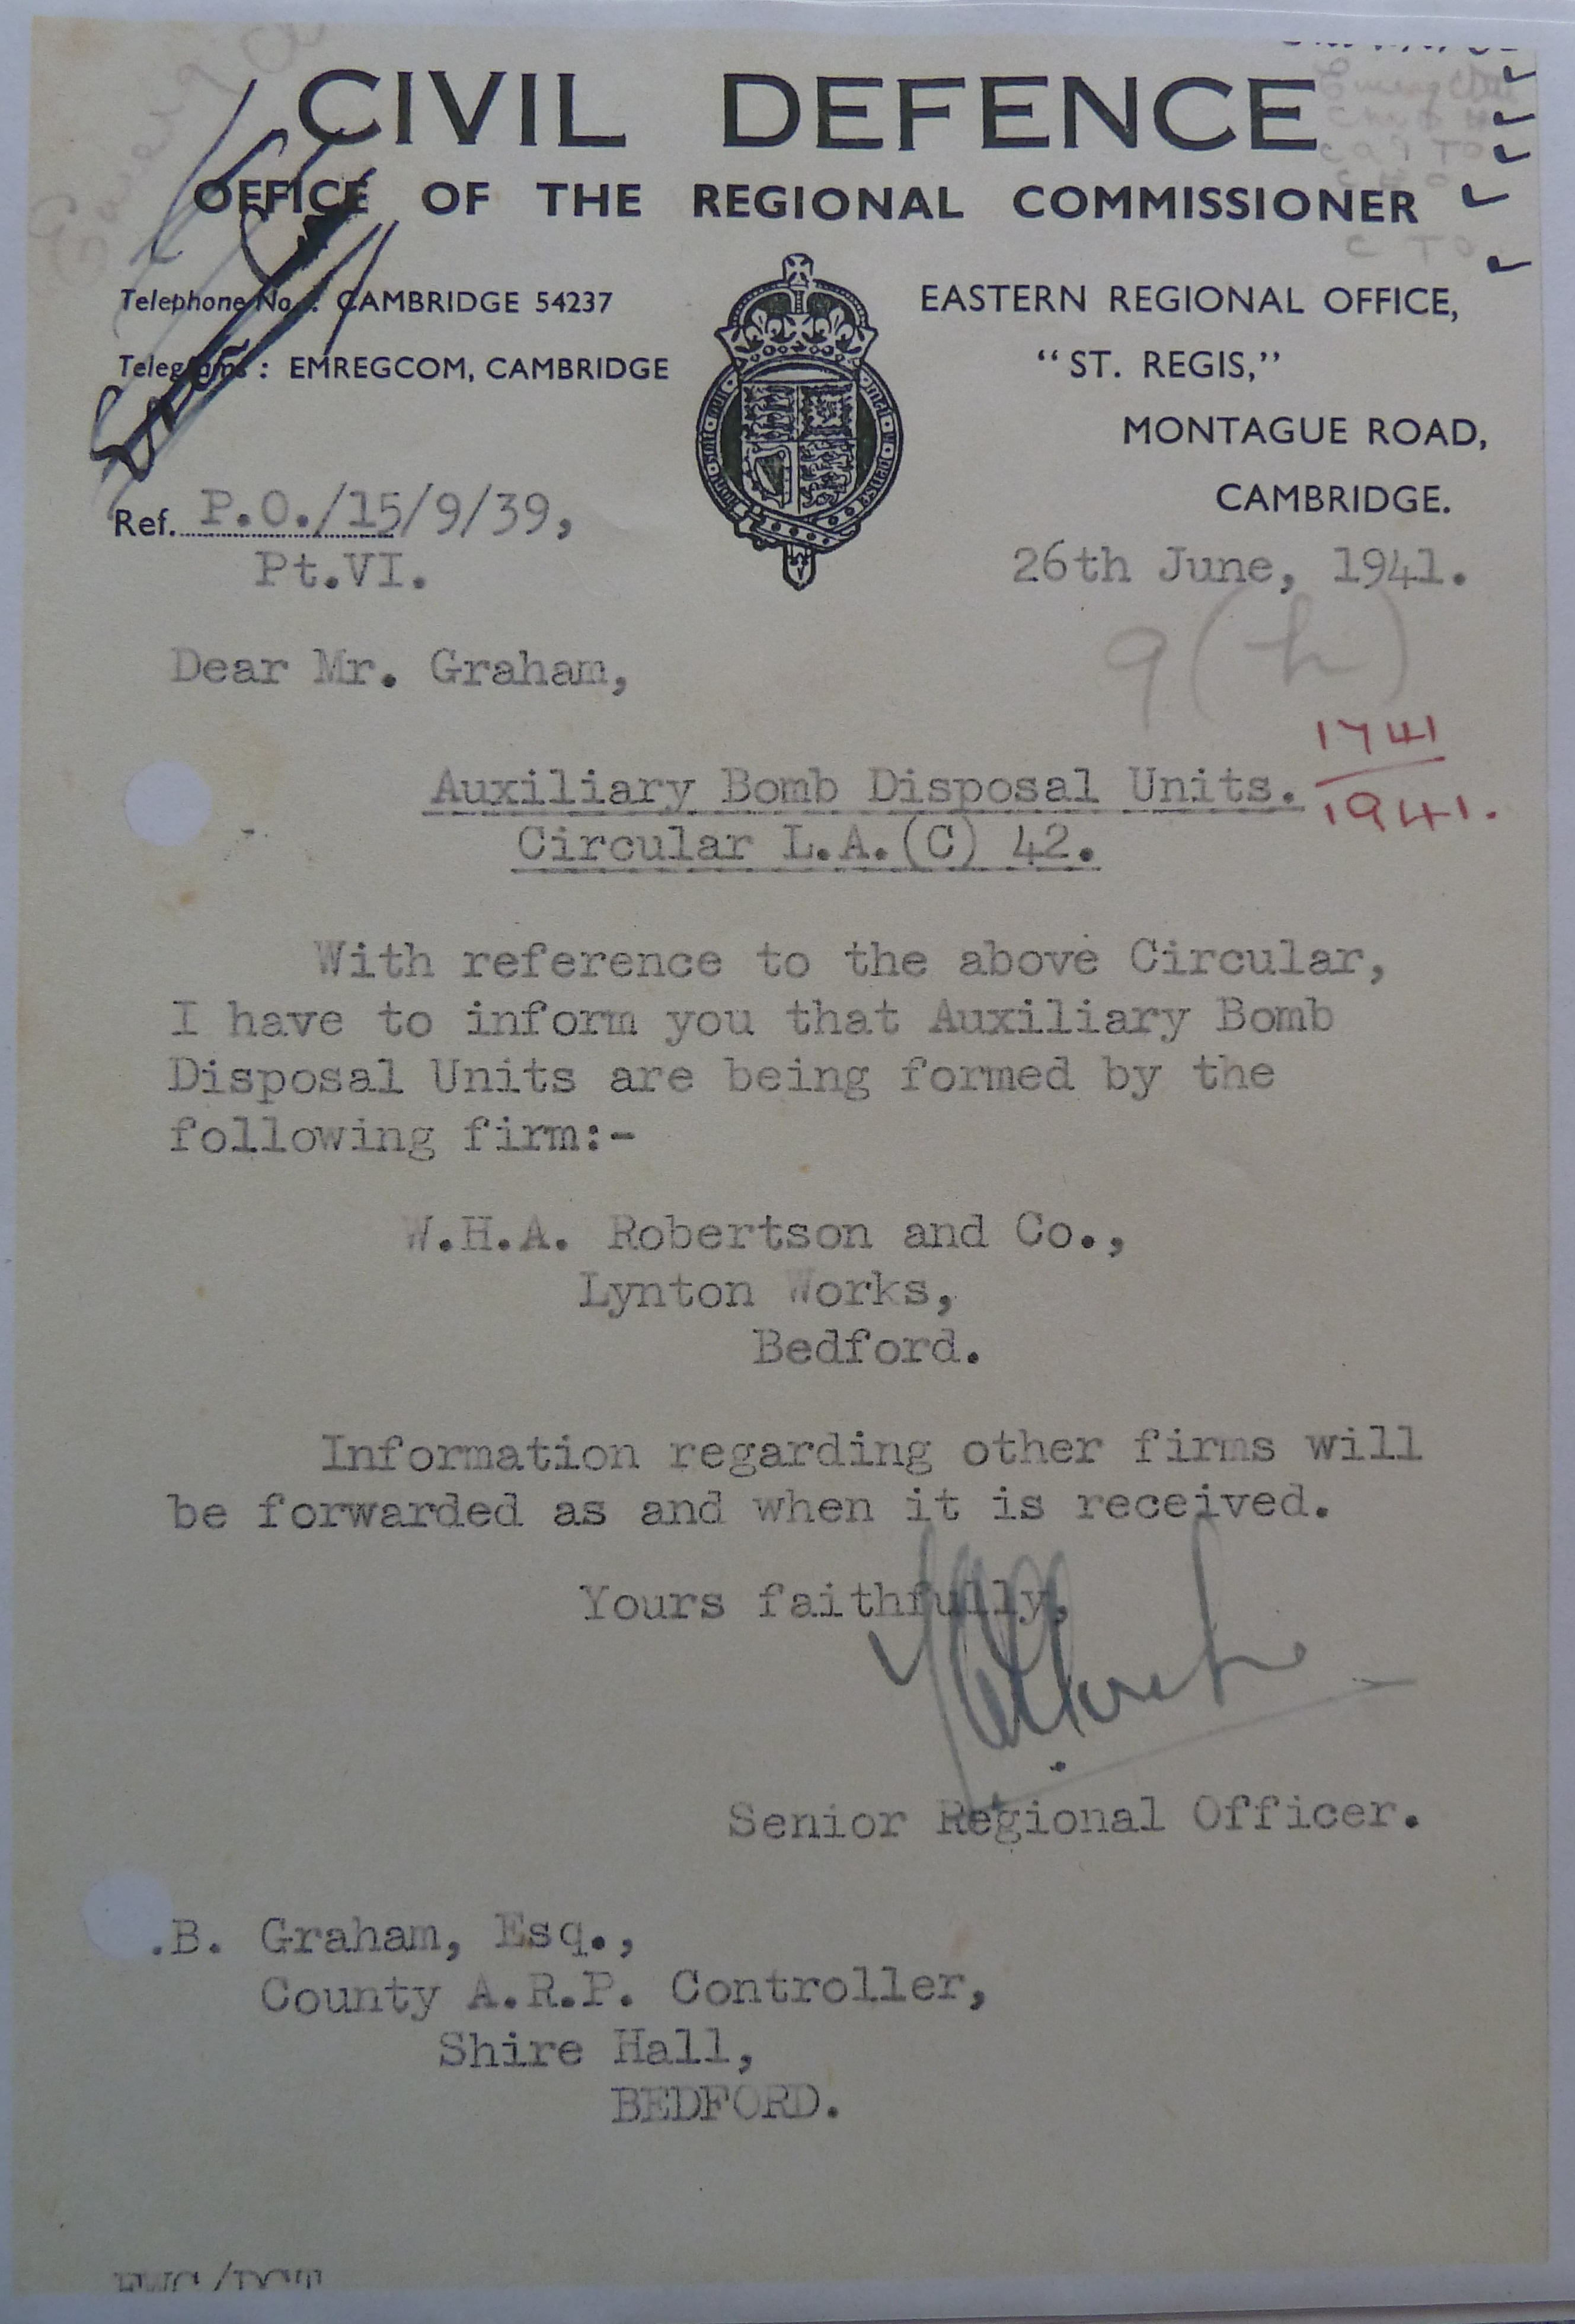 CIVIL DEFENCE
OFFICE OF THE REGIONAL COMMISSIONER
Telephone No.: CAMBRIDGE 54237
Telegrams: EMREGCOM, CAMBRIDGE
EASTERN REGIONAL OFFICE,
"ST. REGIS,"
MONTAGUE ROAD,
CAMBRIDGE.
Ref. P.O./15/9/39,
Pt.VI.
26th June, 1941.
9(h)
Dear Mr. Graham,
1741
1941.
Auxiliary Bomb Disposal Units.
Circular L.A.(C) 42.
With reference to the above Circular,
I have to inform you that Auxiliary Bomb
Disposal Units are being formed by the
following firm:-
W.H.A. Robertson and Co.,
Lynton Works,
Bedford.
Information regarding other firms will
be forwarded as and when it is received.
Yours faithfully,
Senior Regional Officer.
.B. Graham, Esq.,
County A.R.P. Controller,
Shire Hall,
BEDFORD.